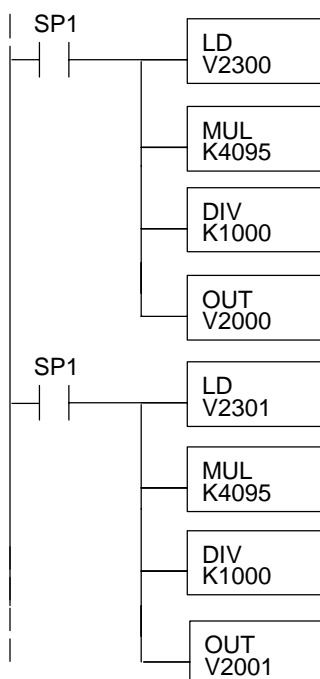 SP1
LD
V2300
MUL
K4095
DIV
K1000
OUT
V2000
SP1
LD
V2301
MUL
K4095
DIV
K1000
OUT
V2001